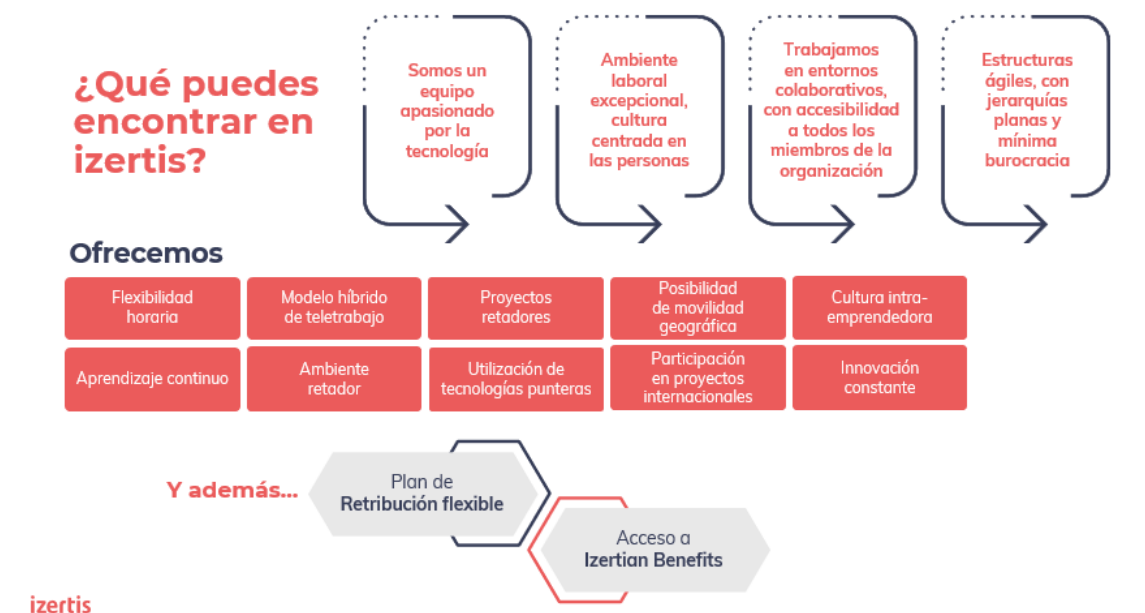 ¿Qué puedes
encontrar en
izertis?
Somos un
equipo
apasionado
por la
tecnología
Ambiente
laboral
excepcional,
cultura
centrada en
las personas
Trabajamos
en entornos
colaborativos,
con accesibilidad
a todos los
miembros de la
organización
Estructuras
ágiles, con
jerarquías
planas y
mínima
burocracia
Ofrecemos
Flexibilidad
horaria
Modelo híbrido
de teletrabajo
Proyectos
retadores
Posibilidad
de movilidad
geográfica
Cultura intra-
emprendedora
Aprendizaje continuo
Ambiente
retador
Utilización de
tecnologías punteras
Participación
en proyectos
internacionales
Innovación
constante
Y además...
Plan de
Retribución flexible
Acceso a
Izertian Benefits
izertis